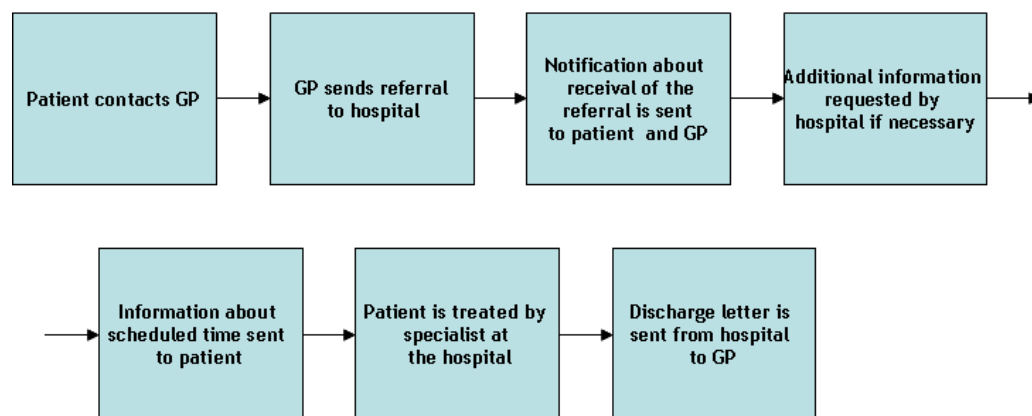 Patient contacts GP
GP sends referral
to hospital
Notification about
receival of the
referral is sent
to patient and GP
Additional information
requested by
hospital if necessary
Information about
scheduled time sent
to patient
Patient is treated by
specialist at
the hospital
Discharge letter is
sent from hospital
to GP